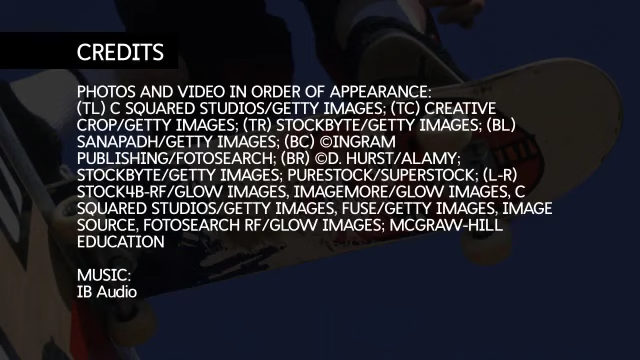 CREDITS
PHOTOS AND VIDEO IN ORDER OF APPEARANCE:
(TL) C SQUARED STUDIOS/GETTY IMAGES; (TC) CREATIVE
CROP/GETTY IMAGES; (TR) STOCKBYTE/GETTY IMAGES; (BL)
SANAPADH/GETTY IMAGES; (BC) ©INGRAM
PUBLISHING/FOTOSEARCH; (BR) ©D. HURST/ALAMY;
STOCKBYTE/GETTY IMAGES; PURESTOCK/SUPERSTOCK; (L-R)
STOCK4B-RF/GLOW IMAGES, IMAGEMORE/GLOW IMAGES, C
SQUARED STUDIOS/GETTY IMAGES, FUSE/GETTY IMAGES, IMAGE
SOURCE, FOTOSEARCH RF/GLOW IMAGES; MCGRAW-HILL
EDUCATION
MUSIC:
IB Audio